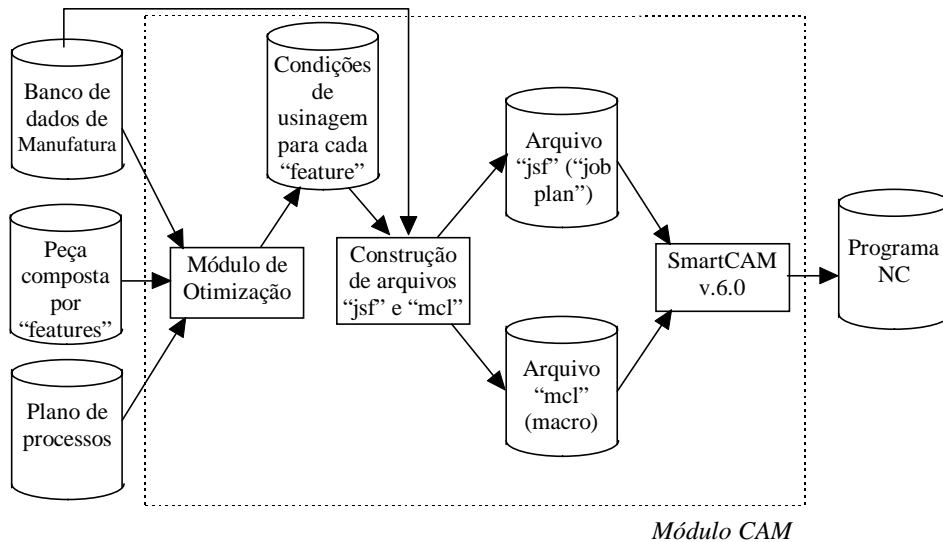 Banco de
dados de
Manufatura
Peça
composta
por
“features”
Plano de
processos
Módulo de
Otimização
Condições
de
usinagem
para cada
“feature”
Construção
de arquivos
“jsf” e “mcl”
Arquivo
“jsf” (“job
plan”)
Arquivo
“mcl”
(macro)
SmartCAM
v.6.0
Programa
NC
Módulo CAM